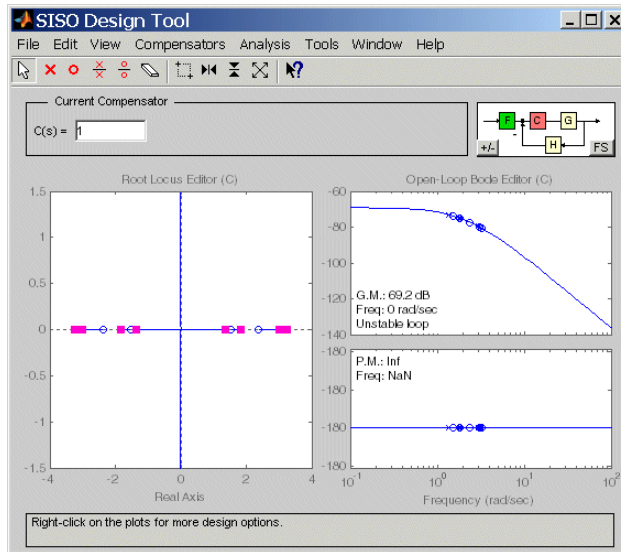 SISO Design Tool
File Edit View Compensators Analysis Tools Window Help
Current Compensator
C(s) = 1
F C G
H
+/- FS
Root Locus Editor (C)
1.5
1
0.5
0
-0.5
-1
-1.5
-4 -2 0 2 4
Real Axis
Open-Loop Bode Editor (C)
-60
-80
-100
-120
-140
G.M.: 69.2 dB
Freq: 0 rad/sec
Unstable loop
-180
-180
-180
-180
-180
P.M.: Inf
Freq: NaN
10^-1 10^0 10^1 10^2
Frequency (rad/sec)
Right-click on the plots for more design options.